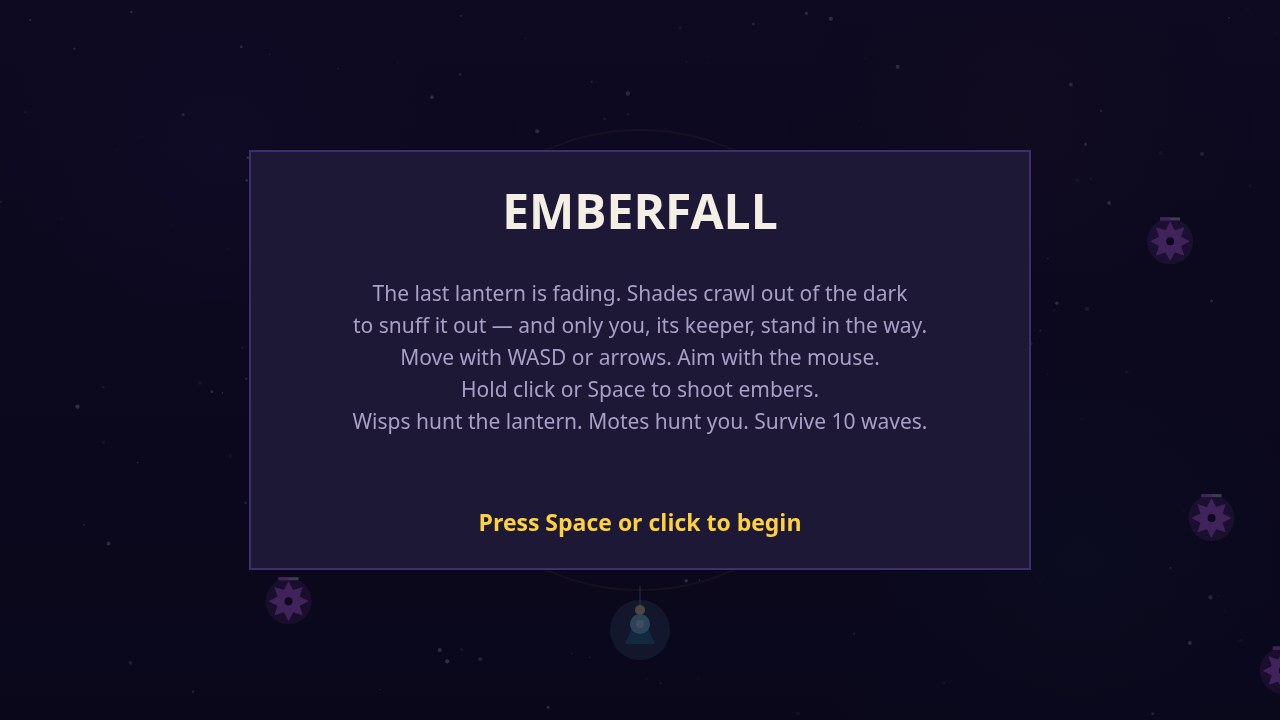 EMBERFALL
The last lantern is fading. Shades crawl out of the dark
to snuff it out — and only you, its keeper, stand in the way.
Move with WASD or arrows. Aim with the mouse.
Hold click or Space to shoot embers.
Wisps hunt the lantern. Motes hunt you. Survive 10 waves.
Press Space or click to begin